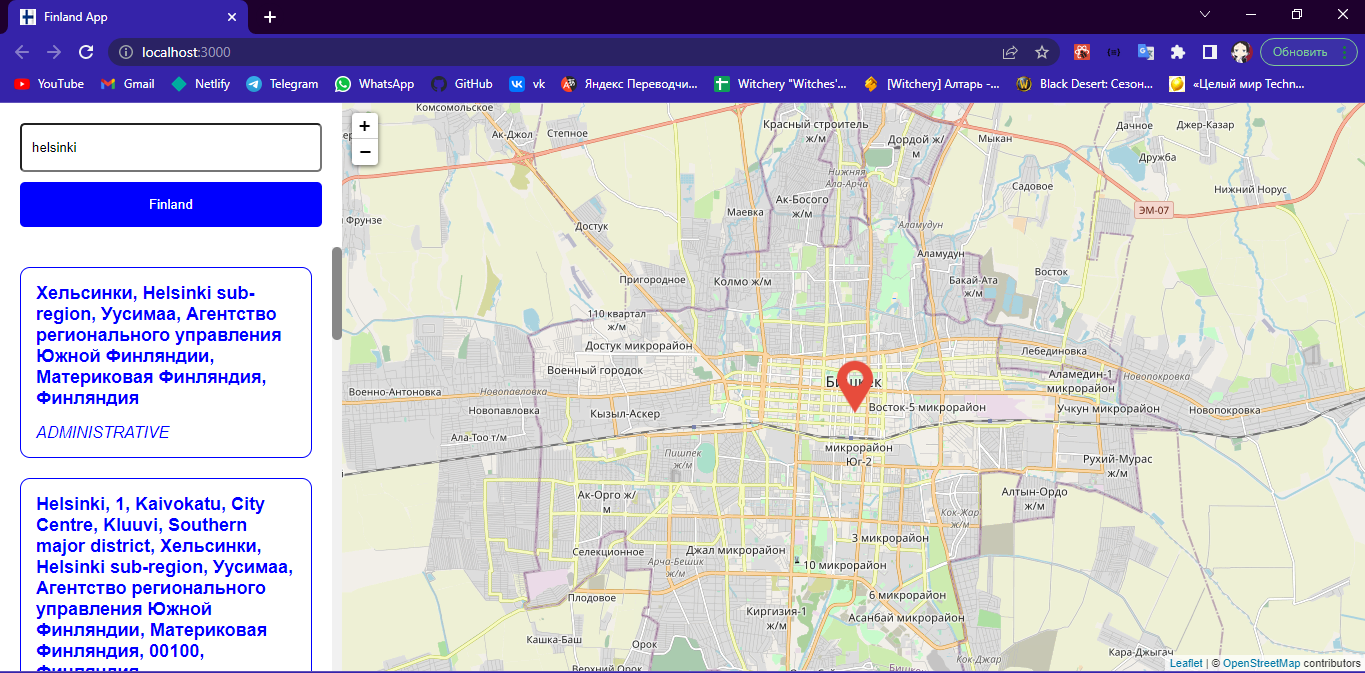 Finland App
localhost:3000
Обновить
YouTube
Gmail
Netlify
Telegram
WhatsApp
GitHub
vk
Яндекс Переводчи...
Witchery "Witches'...
[Witchery] Алтарь -...
Black Desert: Сезон...
«Целый мир Techn...
helsinki
Finland
Хельсинки, Helsinki sub-
region, Уусимаа, Агентство
регионального управления
Южной Финляндии,
Материковая Финляндия,
Финляндия
ADMINISTRATIVE
Helsinki, 1, Kaivokatu, City
Centre, Kluuvi, Southern
major district, Хельсинки,
Helsinki sub-region, Уусимаа,
Агентство регионального
управления Южной
Финляндии, Материковая
Финляндия, 00100,
Финляндия
+
−
Комсомольское
Ак-Джол
Степное
Красный строитель
ж/м
Дордой ж/
м
Мыкан
Дачное
Джер-Казар
Дружба
Нижняя
Ала-Арча
Садовое
Нижний Норус
Ак-Босого
ж/м
ЭМ-07
Маевка
Фрунзе
Достук
Аламудун
Аламудун
Пригородное
Колмо ж/м
Бакай-Ата
ж/м
Восток
110 квартал
ж/м
Достук микрорайон
Лебединовка
Военный городок
Бишкек
Аламедин-1
микрорайон
Новопокровка
Военно-Антоновка
Новопавловка
Новопавловка
Кызыл-Аскер
Восток-5 микрорайон
Учкун микрорайон
Новопокровка
Ала-Тоо т/м
Пишпек
ж/м
микрорайон
Юг-2
Рухий-Мурас
ж/м
Ак-Орго ж/
м
Алтын-Ордо
ж/м
Кок-Жар
ж/м
3 микрорайон
Селекционное
Джал микрорайон
Арча-Бешик
ж/м
10 микрорайон
Плодовое
6 микрорайон
Киргизия-1
ж/м
Асанбай микрорайон
Кашка-Баш
Орок
Верхний Орок
Бишкек
Кок-Джар
Кара-Джыгач
Leaflet | © OpenStreetMap contributors